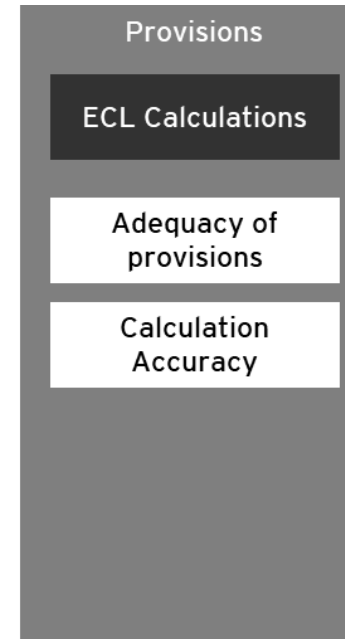 Provisions
ECL Calculations
Adequacy of
provisions
Calculation
Accuracy